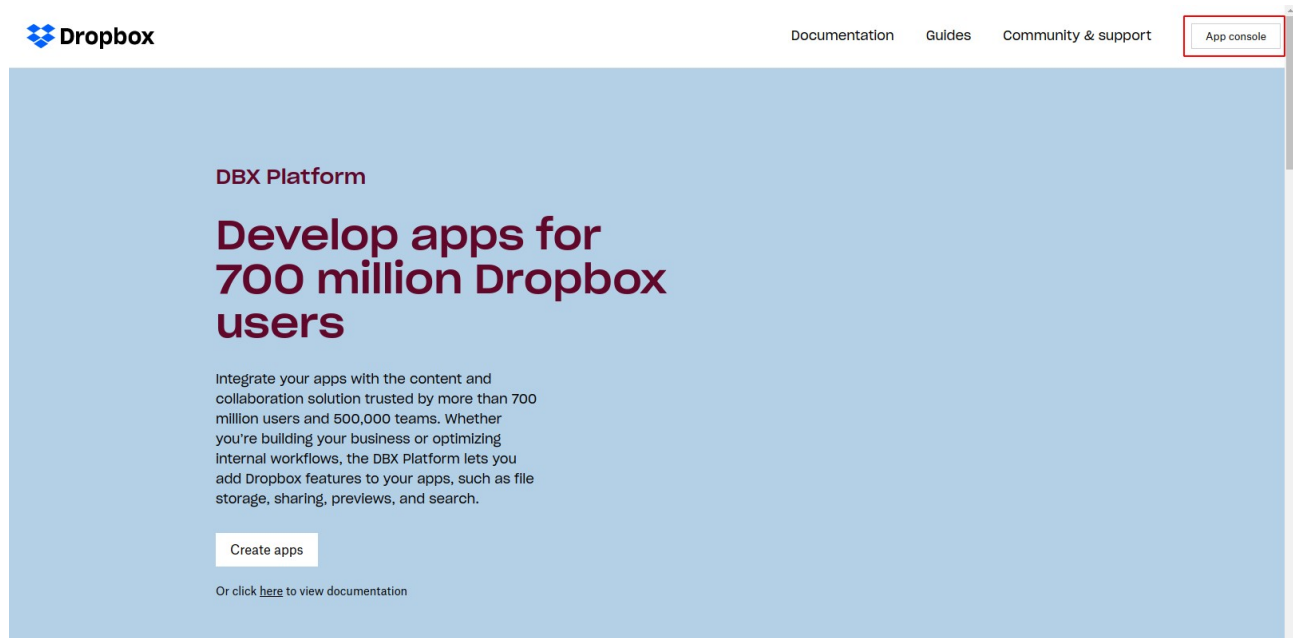 Dropbox
Documentation Guides Community & support App console
DBX Platform
Develop apps for
700 million Dropbox
users
Integrate your apps with the content and
collaboration solution trusted by more than 700
million users and 500,000 teams. Whether
you're building your business or optimizing
internal workflows, the DBX Platform lets you
add Dropbox features to your apps, such as file
storage, sharing, previews, and search.
Create apps
Or click here to view documentation